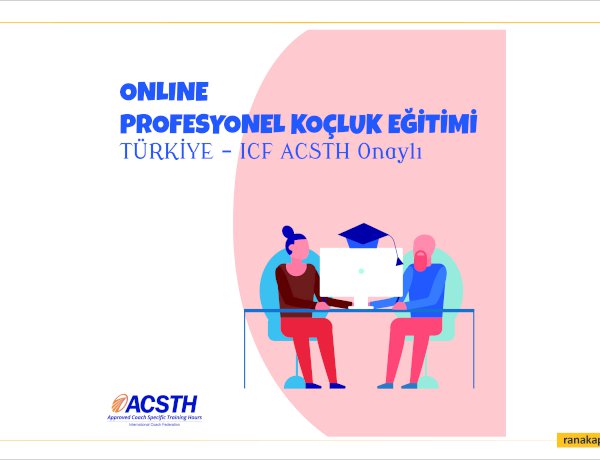 ONLINE
PROFESYONEL KOÇLUK EĞİTİMİ
TÜRKİYE - ICF ACSTH Onaylı
ACSTH
Approved Coach Specific Training Hours
International Coach Federation
ranakap